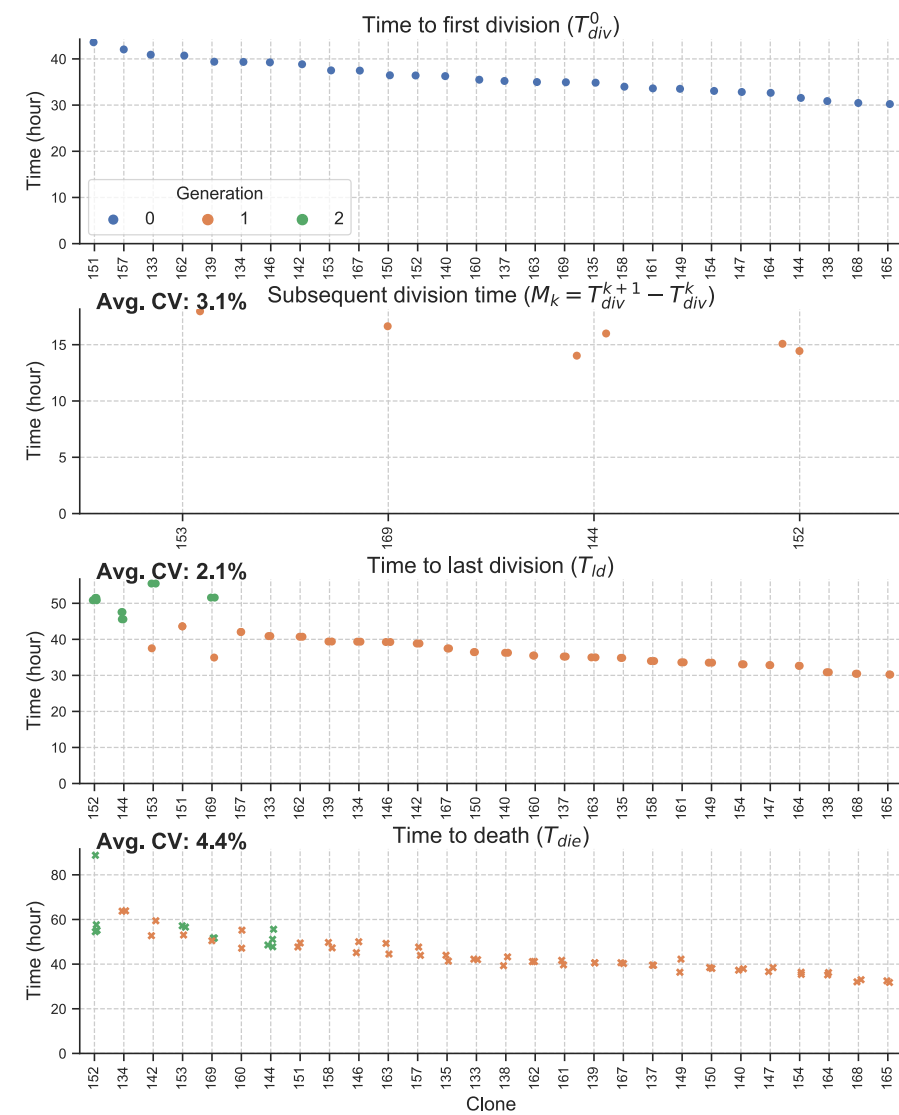 Time to first division (T⁰_div)
Time (hour)
40
30
20
10
0
Generation
0 1 2
151 157 133 162 139 134 146 142 153 167 150 152 140 160 137 163 169 135 158 161 149 154 147 164 144 138 168 165
Avg. CV: 3.1% Subsequent division time (M_k = T_div^{k+1} − T_div^k)
Time (hour)
15
10
5
0
153 169 144 152
Avg. CV: 2.1% Time to last division (T_ld)
Time (hour)
50
40
30
20
10
0
152 144 153 151 169 157 133 162 139 134 146 142 167 150 140 160 137 163 135 158 161 149 154 147 164 138 168 165
Avg. CV: 4.4% Time to death (T_die)
Time (hour)
80
60
40
20
0
152 134 142 153 169 160 144 151 158 146 163 157 135 133 138 162 161 139 167 137 149 150 140 147 154 164 168 165
Clone